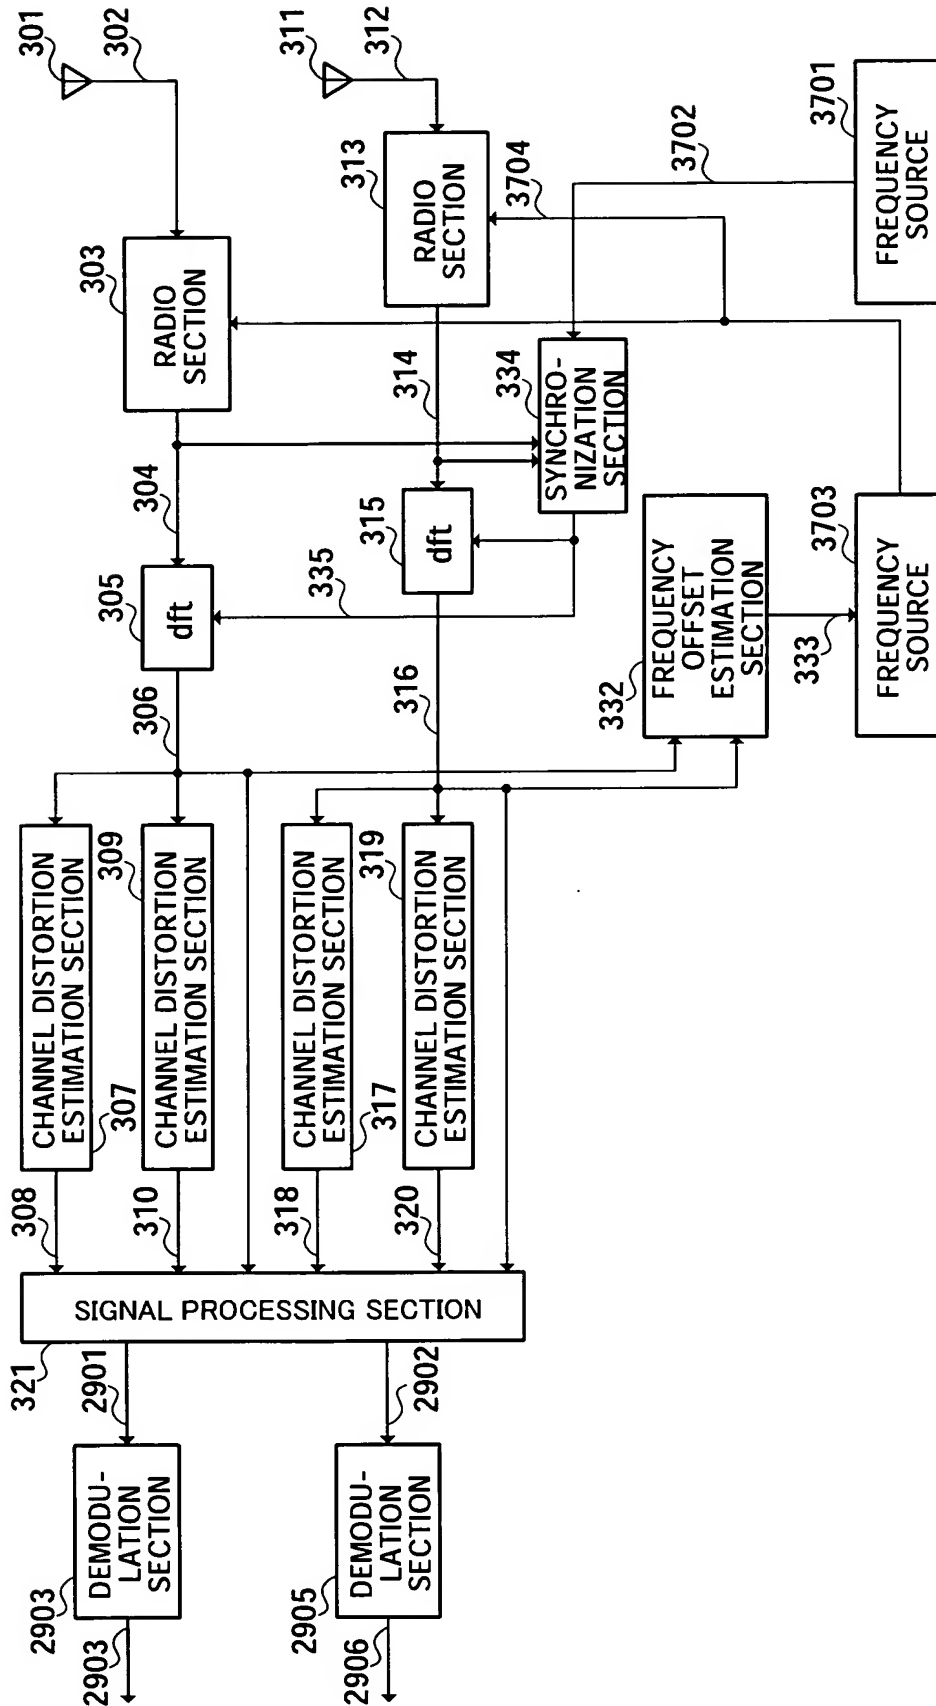 301
302
303
RADIO
SECTION
304
305
dft
306
307
CHANNEL DISTORTION
ESTIMATION SECTION
308
309
CHANNEL DISTORTION
ESTIMATION SECTION
310
311
312
313
RADIO
SECTION
314
315
dft
316
317
CHANNEL DISTORTION
ESTIMATION SECTION
318
319
CHANNEL DISTORTION
ESTIMATION SECTION
320
321
SIGNAL PROCESSING SECTION
2901
2902
2903
DEMODU-
LATION
SECTION
2903
2905
DEMODU-
LATION
SECTION
2906
334
SYNCHRO-
NIZATION
SECTION
335
332
FREQUENCY
OFFSET
ESTIMATION
SECTION
333
3701
FREQUENCY
SOURCE
3702
3703
FREQUENCY
SOURCE
3704